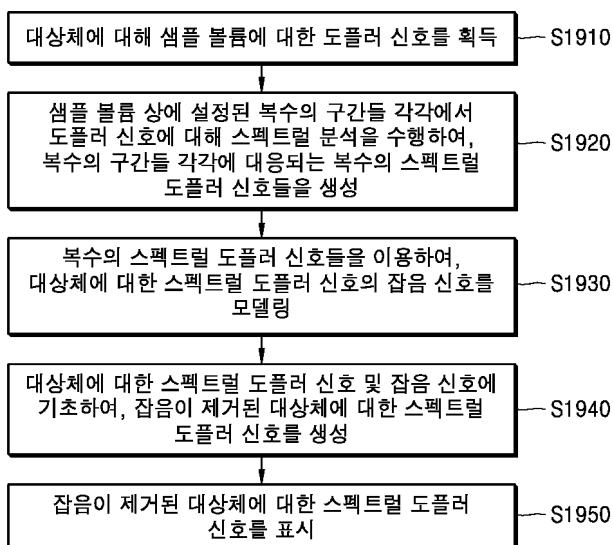 대상체에 대해 샘플 볼륨에 대한 도플러 신호를 획득
S1910
샘플 볼륨 상에 설정된 복수의 구간들 각각에서
도플러 신호에 대해 스펙트럴 분석을 수행하여,
복수의 구간들 각각에 대응되는 복수의 스펙트럴
도플러 신호들을 생성
S1920
복수의 스펙트럴 도플러 신호들을 이용하여,
대상체에 대한 스펙트럴 도플러 신호의 잡음 신호를
모델링
S1930
대상체에 대한 스펙트럴 도플러 신호 및 잡음 신호에
기초하여, 잡음이 제거된 대상체에 대한 스펙트럴
도플러 신호를 생성
S1940
잡음이 제거된 대상체에 대한 스펙트럴 도플러
신호를 표시
S1950